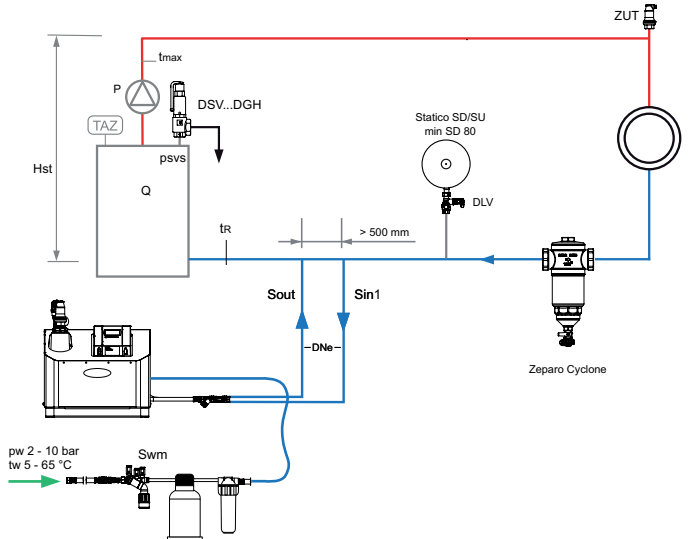 ZUT
tmax
P
DSV...DGH
TAZ
Statico SD/SU
min SD 80
psvs
Hst
Q
DLV
tR
> 500 mm
Sout
Sin1
DNe
Zeparo Cyclone
pw 2 - 10 bar
tw 5 - 65 °C
Swm